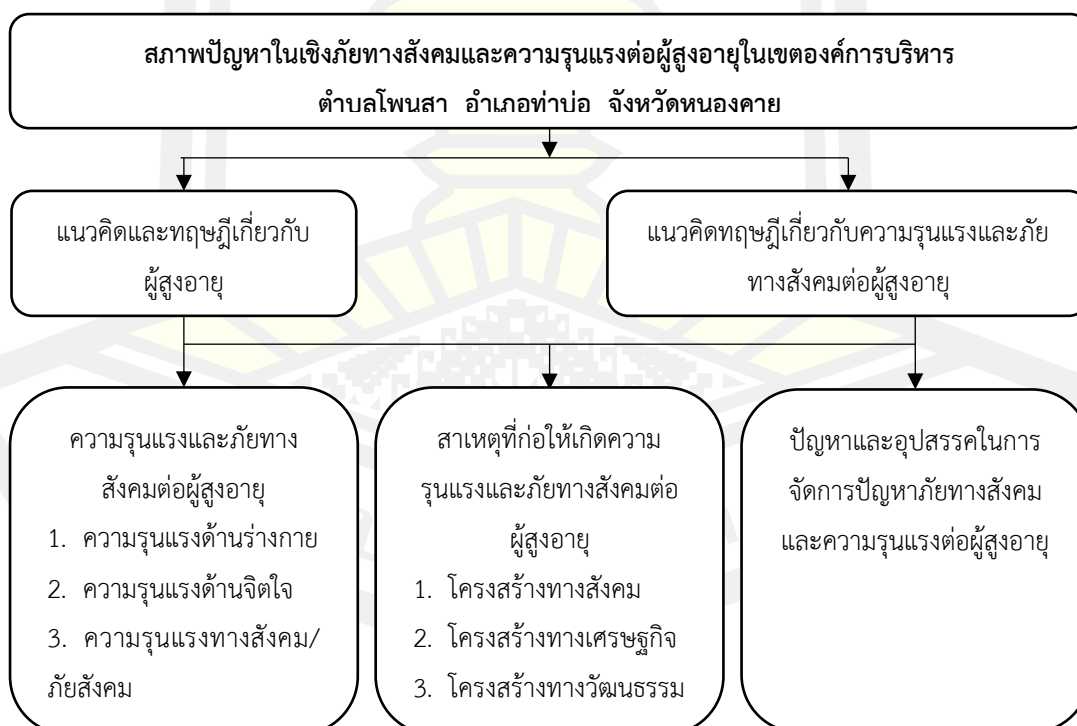 สภาพปัญหาในเชิงภัยทางสังคมและความรุนแรงต่อผู้สูงอายุในเขตองค์การบริหาร
ตำบลโพนสา อำเภอท่าบ่อ จังหวัดหนองคาย
แนวคิดและทฤษฎีเกี่ยวกับ
ผู้สูงอายุ
แนวคิดทฤษฎีเกี่ยวกับความรุนแรงและภัย
ทางสังคมต่อผู้สูงอายุ
ความรุนแรงและภัยทาง
สังคมต่อผู้สูงอายุ
1. ความรุนแรงด้านร่างกาย
2. ความรุนแรงด้านจิตใจ
3. ความรุนแรงทางสังคม/
ภัยสังคม
สาเหตุที่ก่อให้เกิดความ
รุนแรงและภัยทางสังคมต่อ
ผู้สูงอายุ
1. โครงสร้างทางสังคม
2. โครงสร้างทางเศรษฐกิจ
3. โครงสร้างทางวัฒนธรรม
ปัญหาและอุปสรรคในการ
จัดการปัญหาภัยทางสังคม
และความรุนแรงต่อผู้สูงอายุ